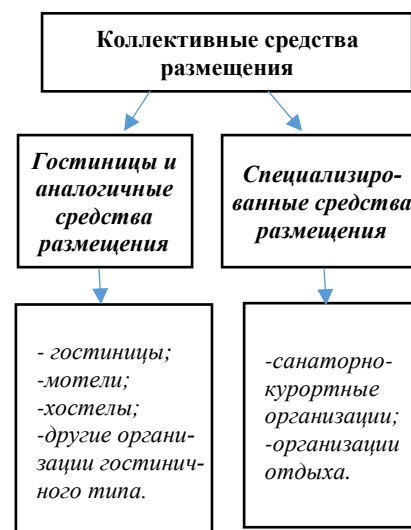 Коллективные средства
размещения
Гостиницы и
аналогичные
средства
размещения
Специализиро-
ванные средства
размещения
- гостиницы;
-мотели;
-хостелы;
-другие органи-
зации гостинич-
ного типа.
-санаторно-
курортные
организации;
-организации
отдыха.